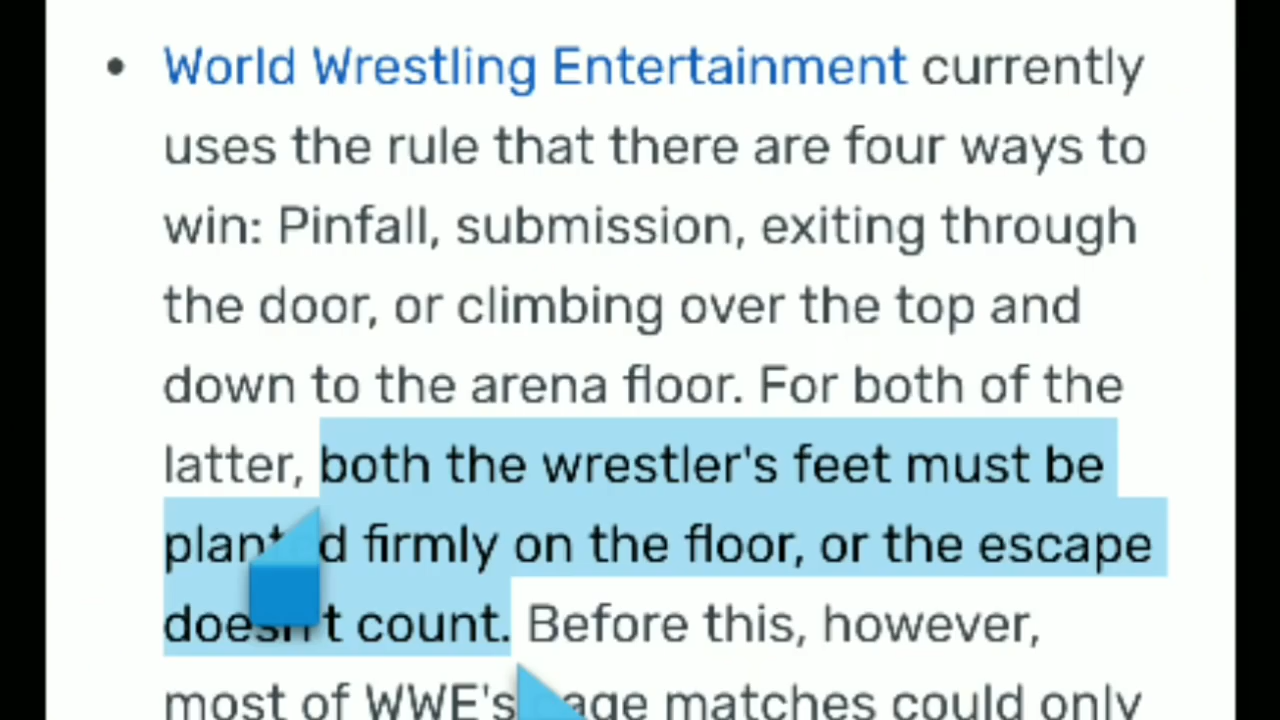 • World Wrestling Entertainment currently
uses the rule that there are four ways to
win: Pinfall, submission, exiting through
the door, or climbing over the top and
down to the arena floor. For both of the
latter, both the wrestler's feet must be
planted firmly on the floor, or the escape
doesn't count. Before this, however,
most of WWE's cage matches could only